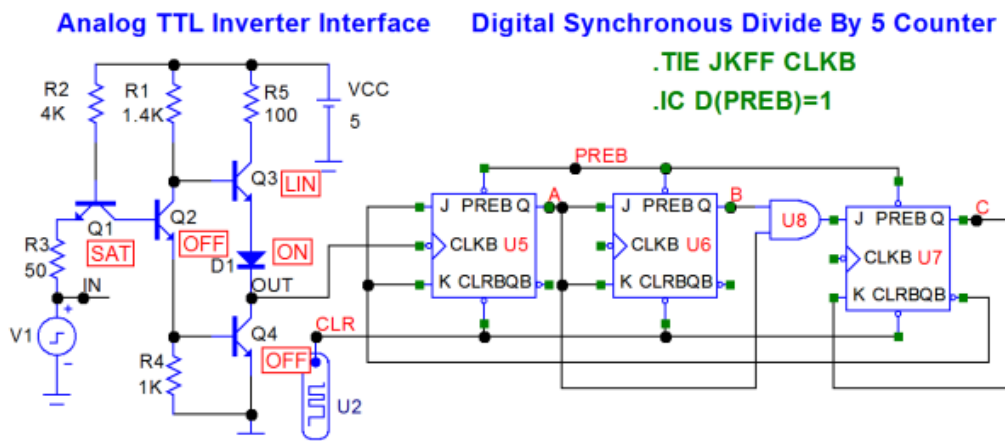 Analog TTL Inverter Interface
Digital Synchronous Divide By 5 Counter
.TIE JKFF CLKB
.IC D(PREB)=1
R2
4K
R1
1.4K
R5
100
VCC
5
Q3
LIN
Q1
SAT
Q2
OFF
R3
50
IN
D1
ON
OUT
V1
R4
1K
Q4
OFF
CLR
U2
PREB
J PREB Q
CLKB U5
K CLRBQB
A
J PREB Q
CLKB U6
K CLRBQB
B
U8
J PREB Q
CLKB U7
K CLRBQB
C